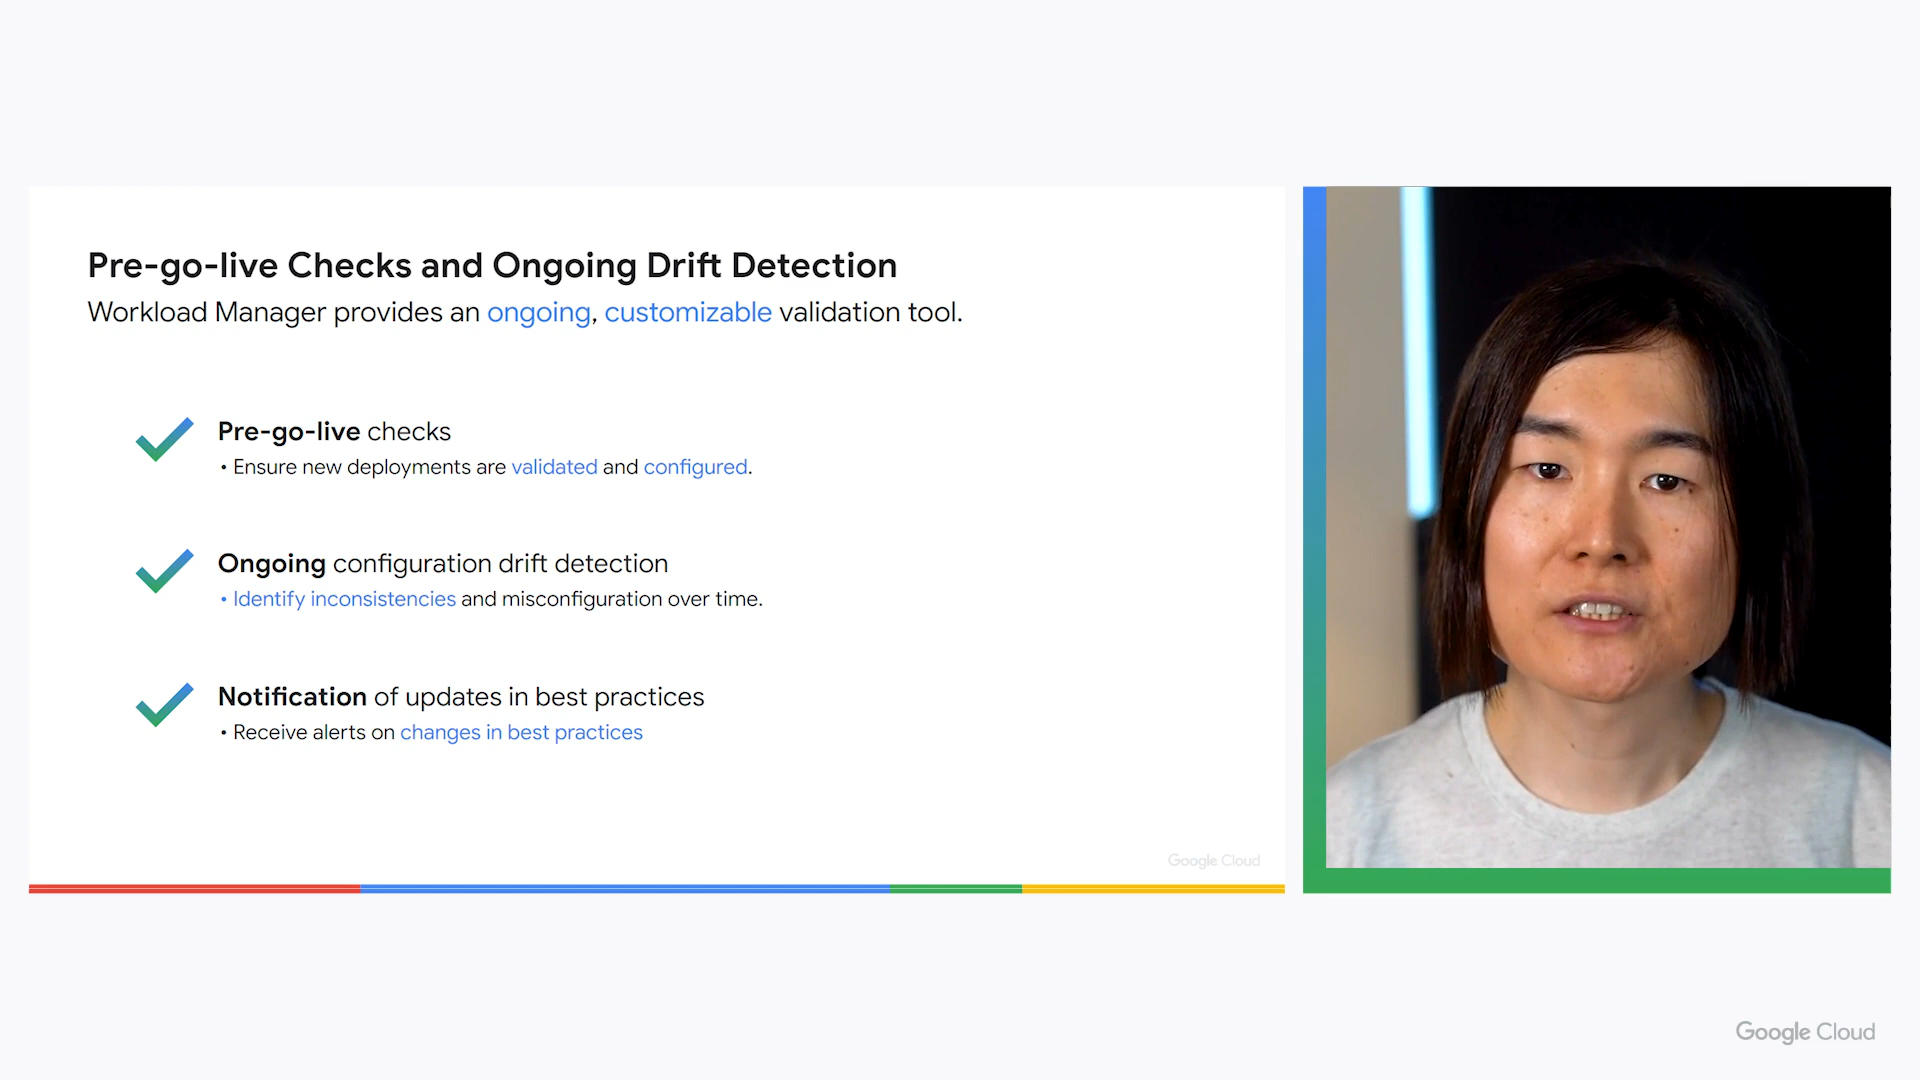 Pre-go-live Checks and Ongoing Drift Detection
Workload Manager provides an ongoing, customizable validation tool.
Pre-go-live checks
• Ensure new deployments are validated and configured.
Ongoing configuration drift detection
• Identify inconsistencies and misconfiguration over time.
Notification of updates in best practices
• Receive alerts on changes in best practices
Google Cloud
Google Cloud